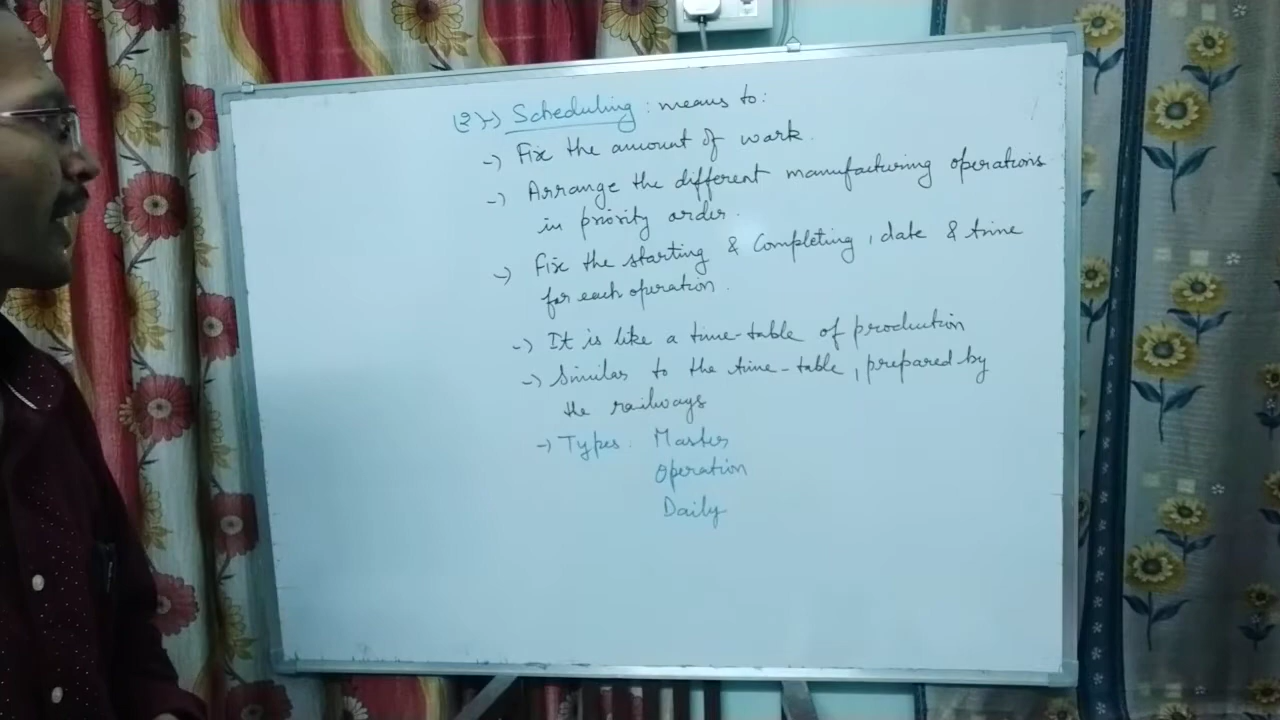 (2) → Scheduling : means to:
→ Fix the amount of work.
→ Arrange the different manufacturing operations
in priority order.
→ Fix the starting & Completing, date & time
for each operation.
→ It is like a time-table of production
→ Similar to the time-table, prepared by
the railways
→ Types: Master
Operation
Daily